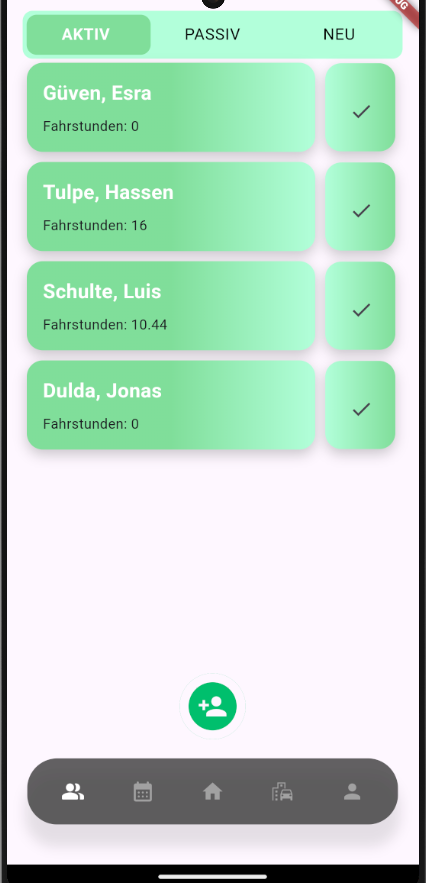 AKTIV
PASSIV
NEU
Güven, Esra
Fahrstunden: 0
Tulpe, Hassen
Fahrstunden: 16
Schulte, Luis
Fahrstunden: 10.44
Dulda, Jonas
Fahrstunden: 0